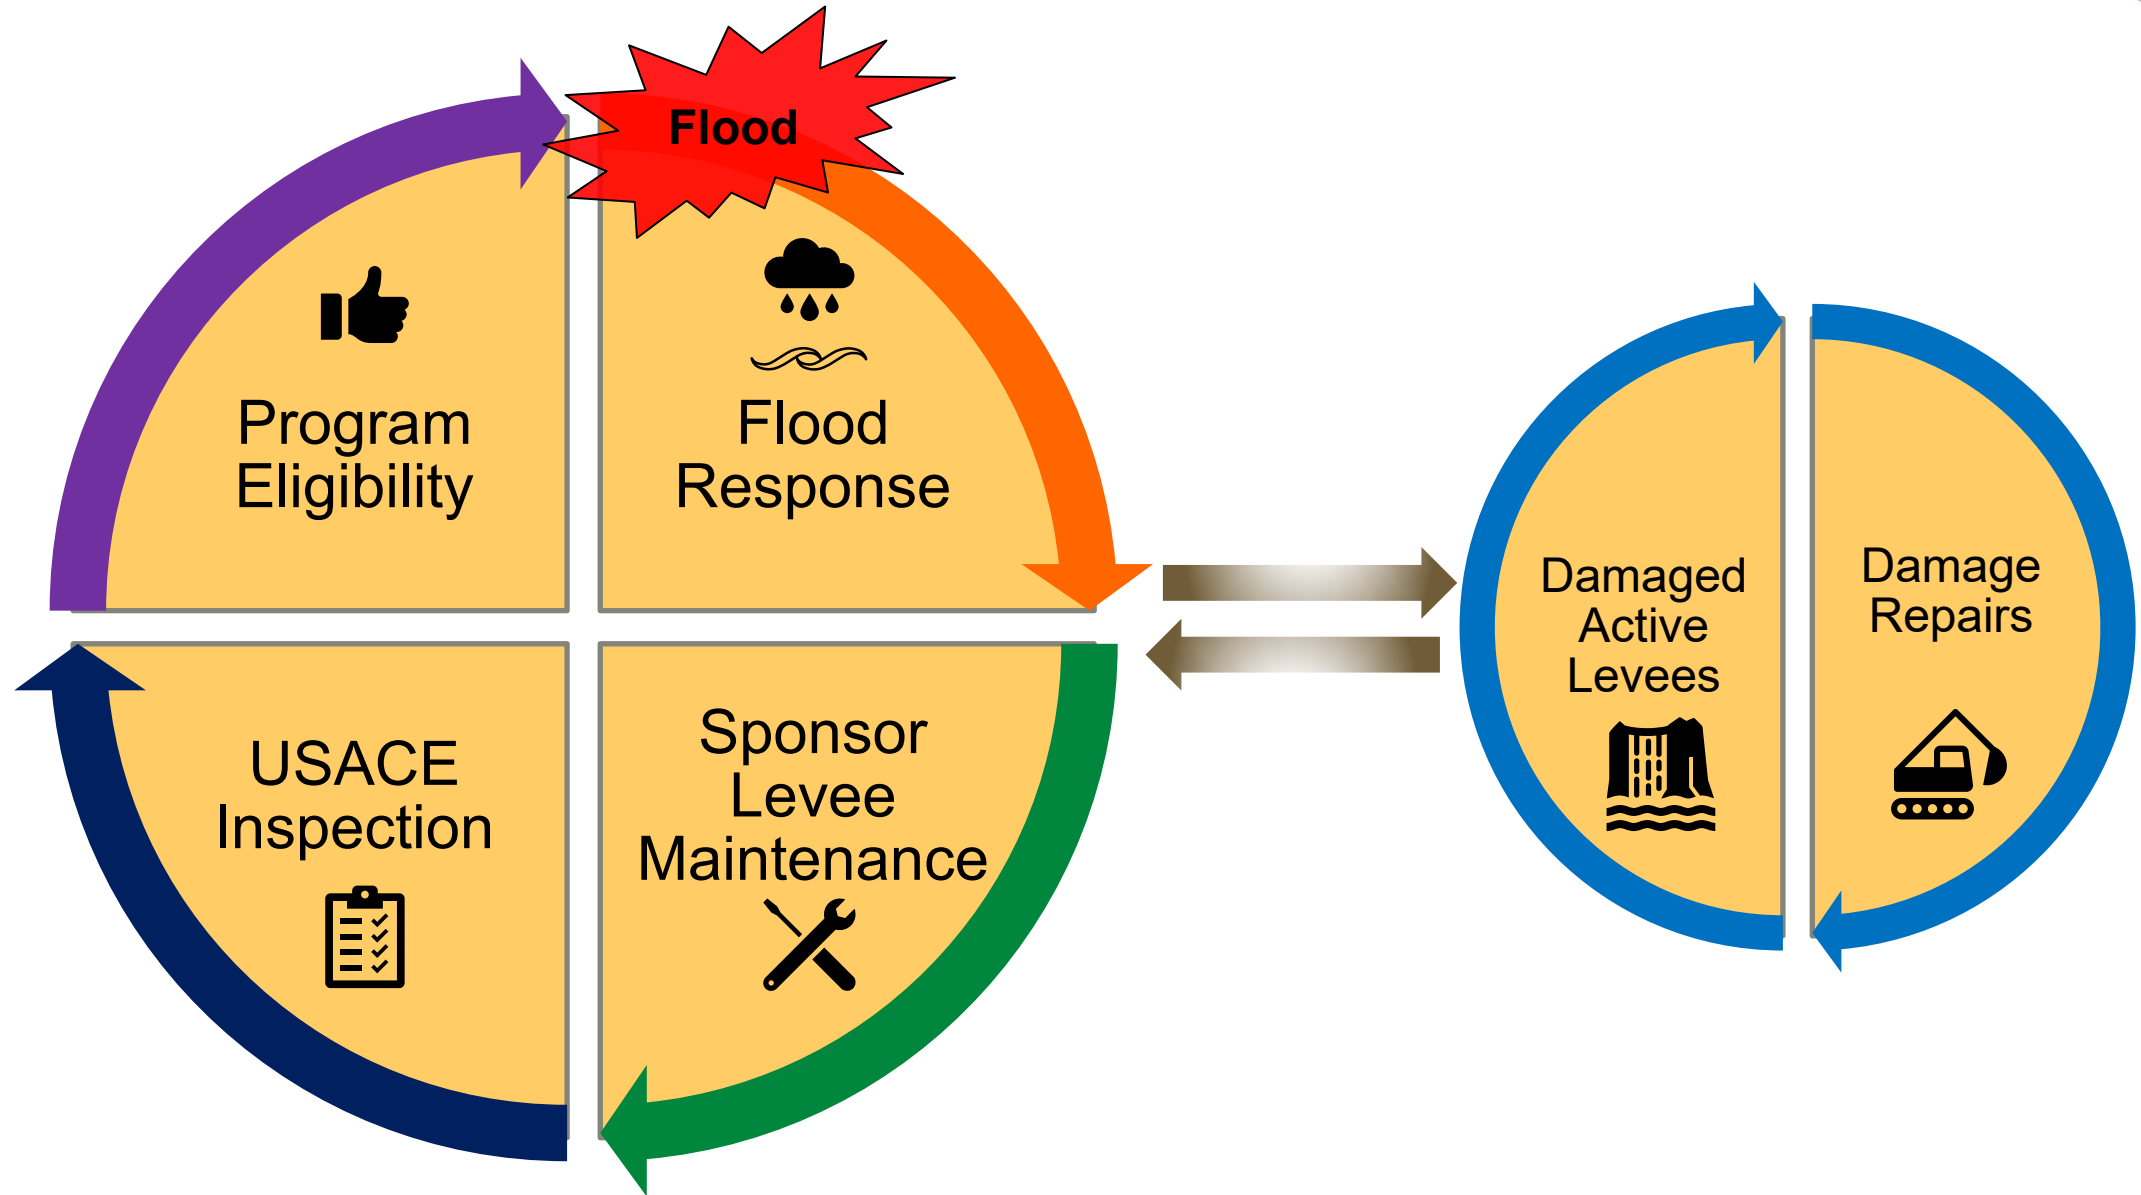 Flood
Program
Eligibility
Flood
Response
USACE
Inspection
Sponsor
Levee
Maintenance
Damaged
Active
Levees
Damage
Repairs